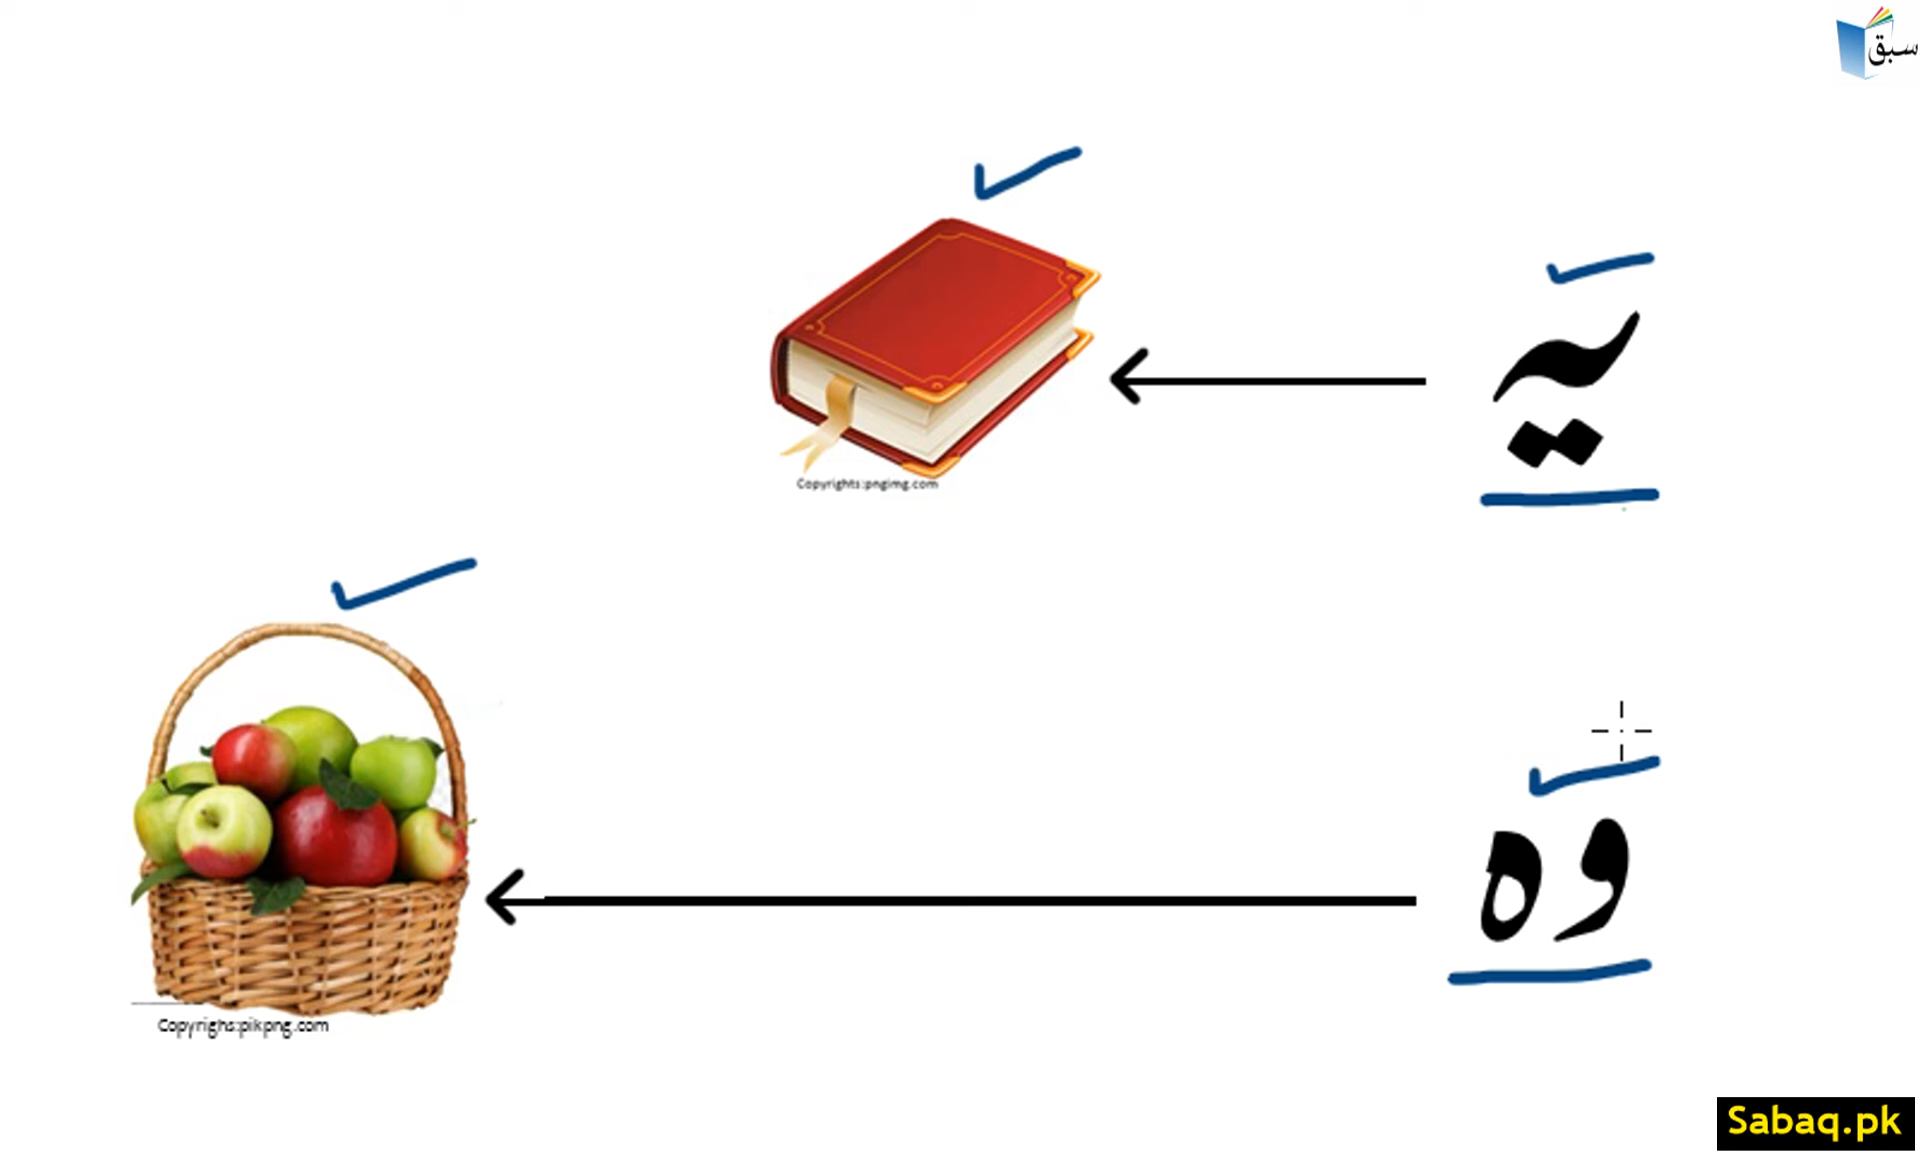 سبق
Copyrights:pngimg.com
یہ
وہ
Copyrighs:pikpng.com
Sabaq.pk